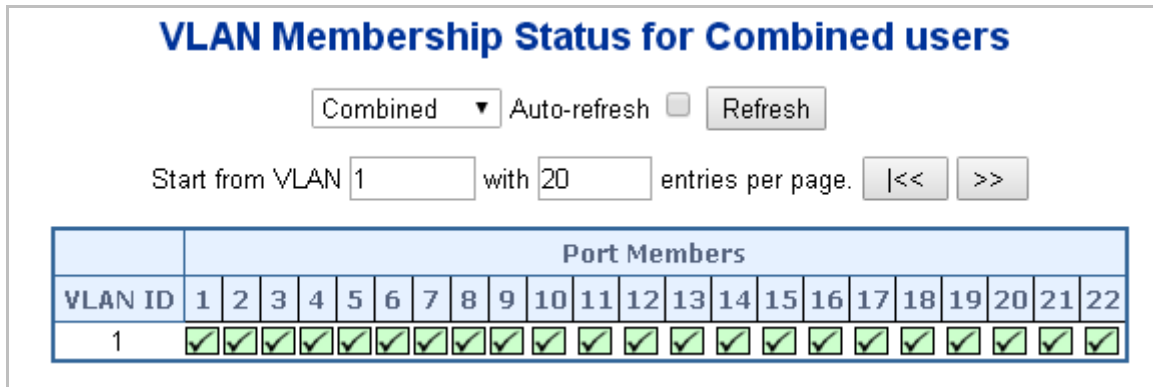 VLAN Membership Status for Combined users
Combined Auto-refresh Refresh
Start from VLAN 1 with 20 entries per page. |<< >>
Port Members
VLAN ID 1 2 3 4 5 6 7 8 9 10 11 12 13 14 15 16 17 18 19 20 21 22
1